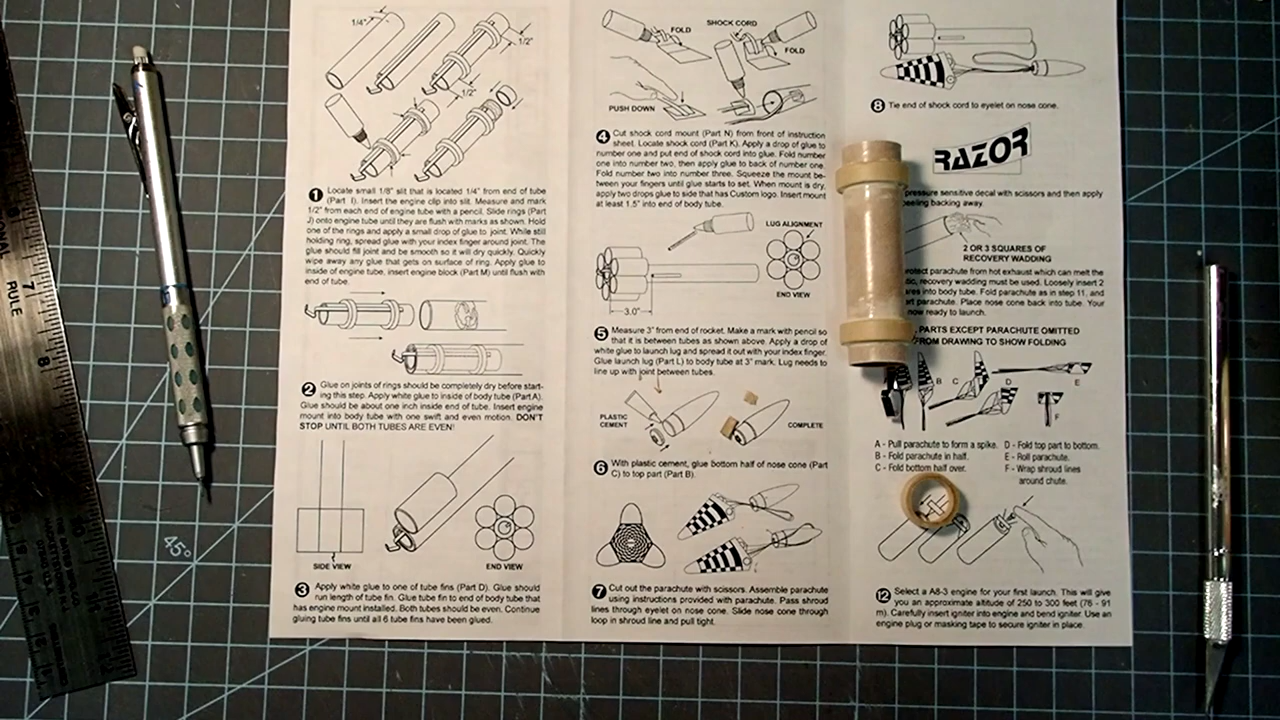 1/4"
1/2"
1/2"
1 Locate small 1/8" slit that is located 1/4" from end of tube
(Part I). Insert the engine clip into slit. Measure and mark
1/2" from each end of engine tube with a pencil. Slide rings (Part
J) onto engine tube until they are flush with marks as shown. Hold
one of the rings and apply a small drop of glue to joint. While still
holding ring, spread glue with your index finger around joint. The
glue should fill joint and be smooth so it will dry quickly. Quickly
wipe away any glue that gets on surface of ring. Apply glue to
inside of engine tube, insert engine block (Part M) until flush with
end of tube.
2 Glue on joints of rings should be completely dry before start-
ing this step. Apply white glue to inside of body tube (Part A).
Glue should be about one inch inside end of tube. Insert engine
mount into body tube with one swift and even motion. DON'T
STOP UNTIL BOTH TUBES ARE EVEN!
SIDE VIEW
END VIEW
3 Apply white glue to one of tube fins (Part D). Glue should
run length of tube fin. Glue tube fin to end of body tube that
has engine mount installed. Both tubes should be even. Continue
gluing tube fins until all 6 tube fins have been glued.
SHOCK CORD
FOLD
FOLD
PUSH DOWN
4 Cut shock cord mount (Part N) from front of instruction
sheet. Locate shock cord (Part K). Apply a drop of glue to
number one and put end of shock cord into glue. Fold number
one into number two, then apply glue to back of number one.
Fold number two into number three. Squeeze the mount be-
tween your fingers until glue starts to set. When mount is dry,
apply two drops glue to side that has Custom logo. Insert mount
at least 1.5" into end of body tube.
LUG ALIGNMENT
END VIEW
3.0"
5 Measure 3" from end of rocket. Make a mark with pencil so
that it is between tubes as shown above. Apply a drop of
white glue to launch lug and spread it out with your index finger.
Glue launch lug (Part L) to body tube at 3" mark. Lug needs to
line up with joint between tubes.
PLASTIC
CEMENT
COMPLETE
6 With plastic cement, glue bottom half of nose cone (Part
C) to top part (Part B).
7 Cut out the parachute with scissors. Assemble parachute
using instructions provided with parachute. Pass shroud
lines through eyelet on nose cone. Slide nose cone through
loop in shroud line and pull tight.
8 Tie end of shock cord to eyelet on nose cone.
RAZOR
pressure sensitive decal with scissors and then apply
peeling backing away.
2 OR 3 SQUARES OF
RECOVERY WADDING
protect parachute from hot exhaust which can melt the
recovery wadding must be used. Loosely insert 2
into body tube. Fold parachute as in step 11, and
parachute. Place nose cone back into tube. Your
now ready to launch.
PARTS EXCEPT PARACHUTE OMITTED
FROM DRAWING TO SHOW FOLDING
B C D E
F
A - Pull parachute to form a spike.
B - Fold parachute in half.
C - Fold bottom half over.
D - Fold top part to bottom.
E - Roll parachute.
F - Wrap shroud lines
around chute.
12 Select a A8-3 engine for your first launch. This will give
you an approximate altitude of 250 to 300 feet (76 - 91
m). Carefully insert igniter into engine and bend igniter. Use an
engine plug or masking tape to secure igniter in place.
RULE
7
8
45°